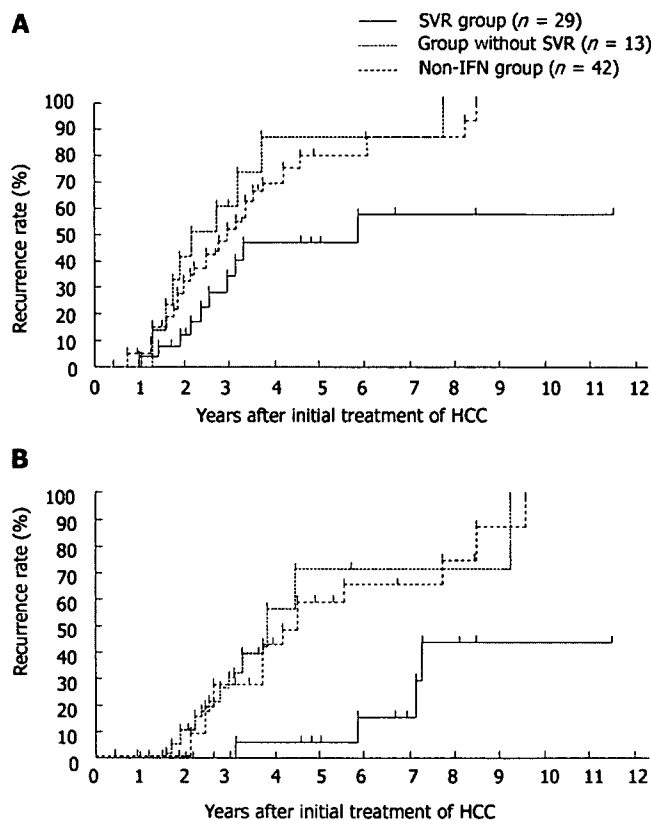 A
SVR group (n = 29)
Group without SVR (n = 13)
Non-IFN group (n = 42)
Recurrence rate (%)
100
90
80
70
60
50
40
30
20
10
0
0 1 2 3 4 5 6 7 8 9 10 11 12
Years after initial treatment of HCC
B
Recurrence rate (%)
100
90
80
70
60
50
40
30
20
10
0
0 1 2 3 4 5 6 7 8 9 10 11 12
Years after initial treatment of HCC